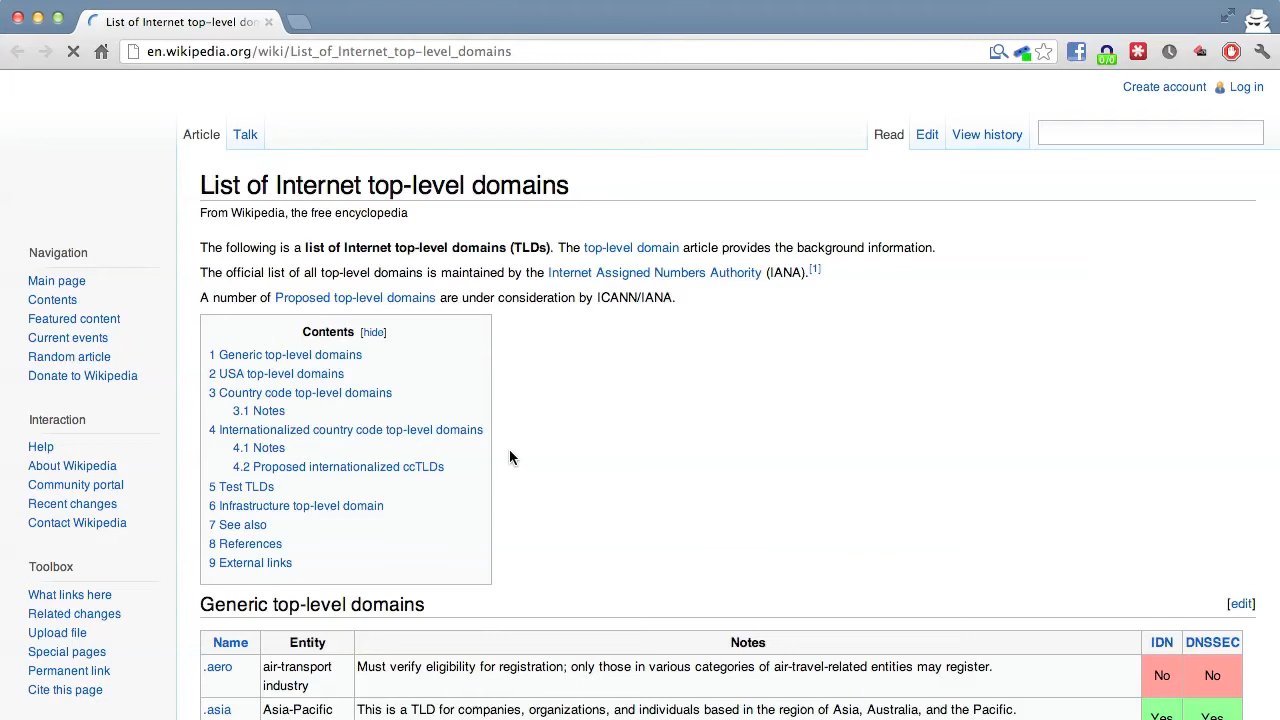 List of Internet top-level dom
en.wikipedia.org/wiki/List_of_Internet_top-level_domains
0/0
Create account Log in
Article Talk Read Edit View history
List of Internet top-level domains
From Wikipedia, the free encyclopedia
The following is a list of Internet top-level domains (TLDs). The top-level domain article provides the background information.
The official list of all top-level domains is maintained by the Internet Assigned Numbers Authority (IANA).[1]
A number of Proposed top-level domains are under consideration by ICANN/IANA.
Navigation
Main page
Contents
Featured content
Current events
Random article
Donate to Wikipedia
Interaction
Help
About Wikipedia
Community portal
Recent changes
Contact Wikipedia
Toolbox
What links here
Related changes
Upload file
Special pages
Permanent link
Cite this page
Contents [hide]
1 Generic top-level domains
2 USA top-level domains
3 Country code top-level domains
3.1 Notes
4 Internationalized country code top-level domains
4.1 Notes
4.2 Proposed internationalized ccTLDs
5 Test TLDs
6 Infrastructure top-level domain
7 See also
8 References
9 External links
Generic top-level domains [edit]
Name Entity Notes IDN DNSSEC
.aero air-transport industry Must verify eligibility for registration; only those in various categories of air-travel-related entities may register. No No
.asia Asia-Pacific This is a TLD for companies, organizations, and individuals based in the region of Asia, Australia, and the Pacific. Yes Yes